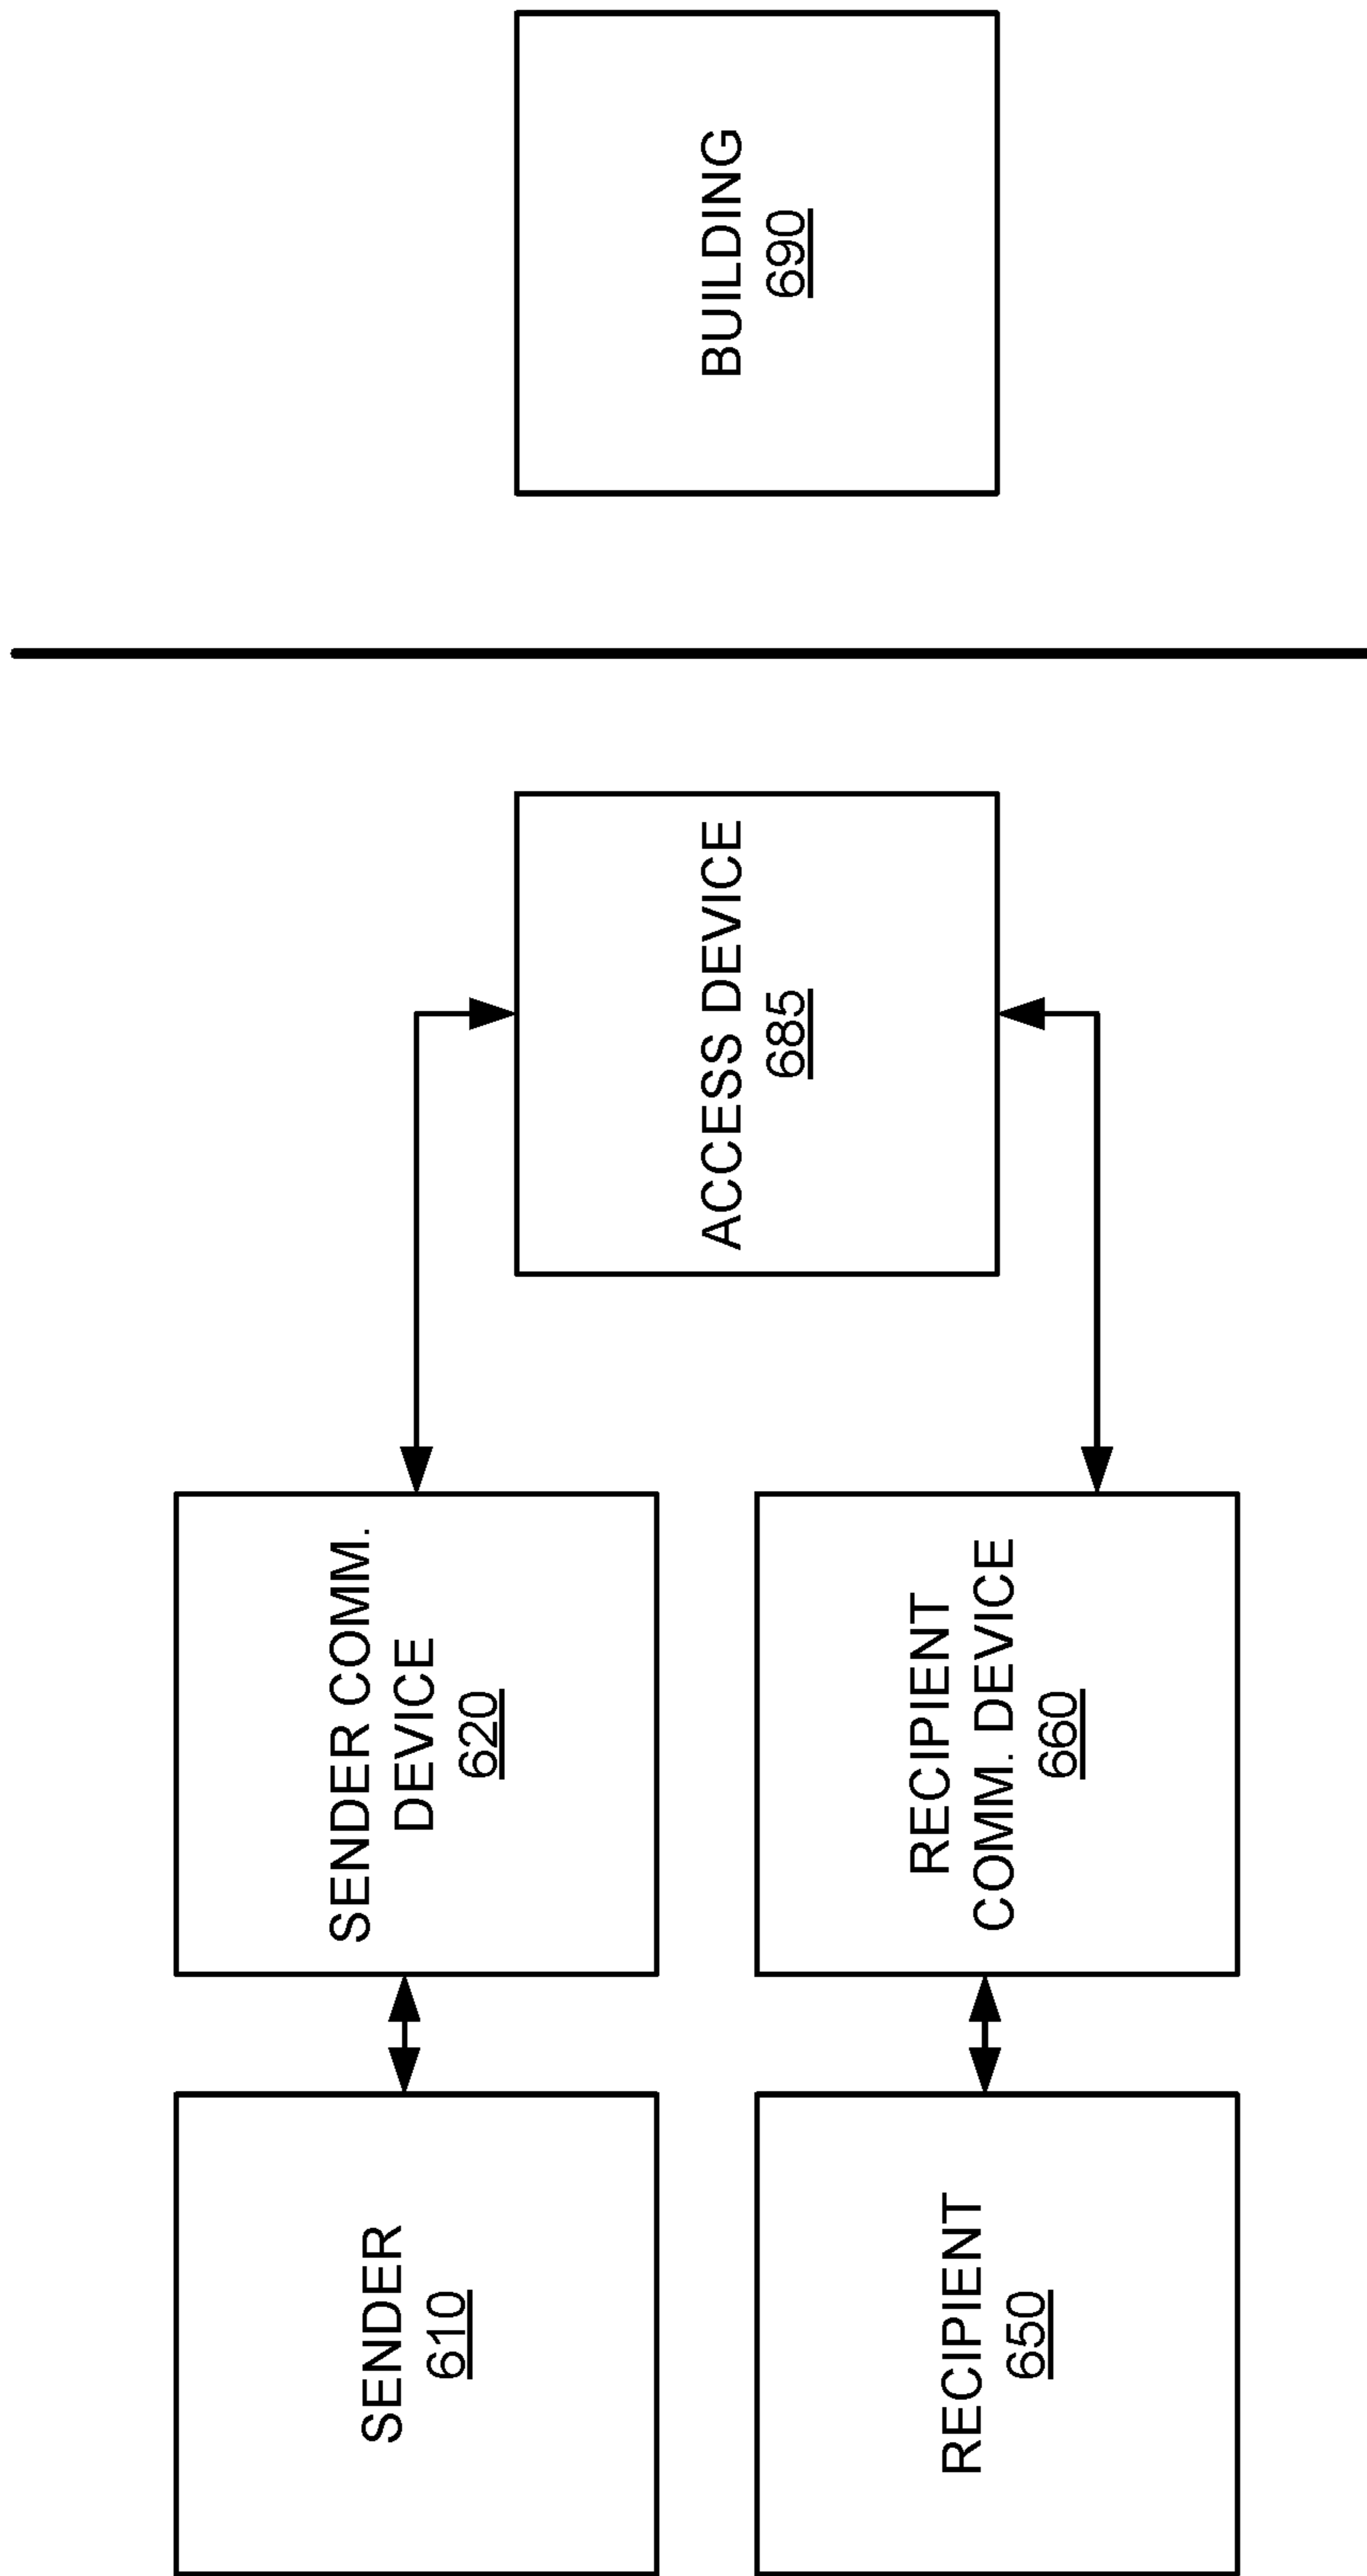 SENDER
610
SENDER COMM.
DEVICE
620
RECIPIENT
650
RECIPIENT
COMM. DEVICE
660
ACCESS DEVICE
685
BUILDING
690